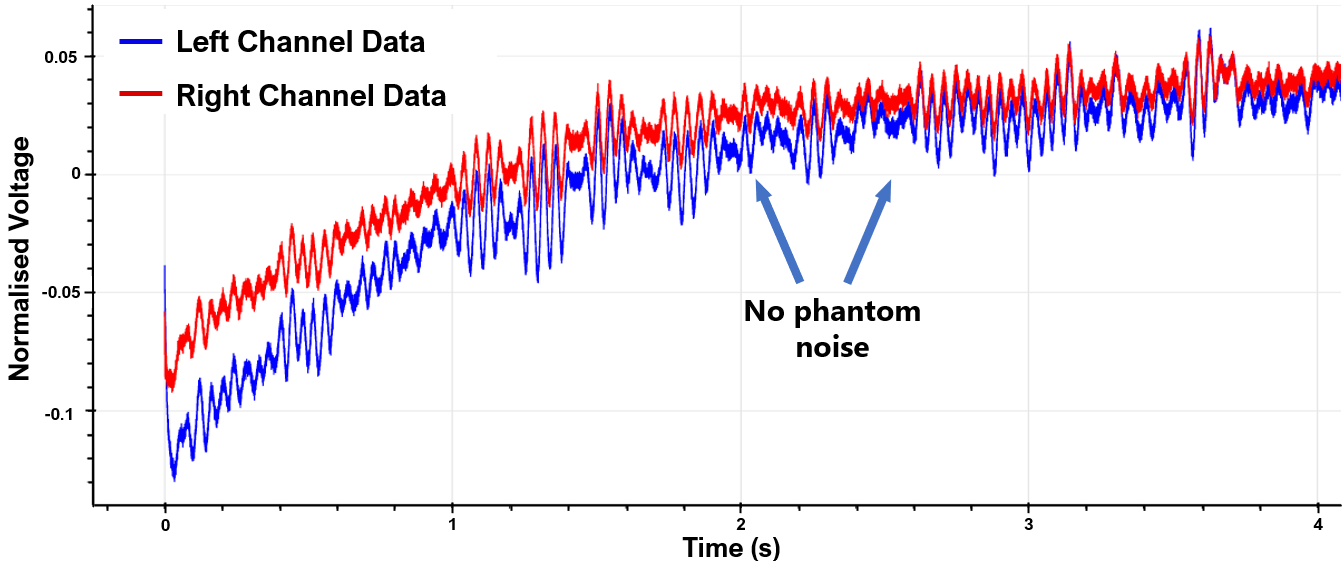 Left Channel Data
Right Channel Data
Normalised Voltage
0.05
0
-0.05
-0.1
No phantom
noise
0
1
2
3
4
Time (s)